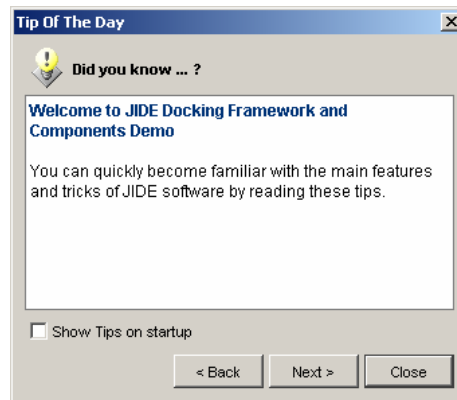 Tip Of The Day
Did you know ... ?
Welcome to JIDE Docking Framework and
Components Demo
You can quickly become familiar with the main features
and tricks of JIDE software by reading these tips.
Show Tips on startup
< Back Next > Close